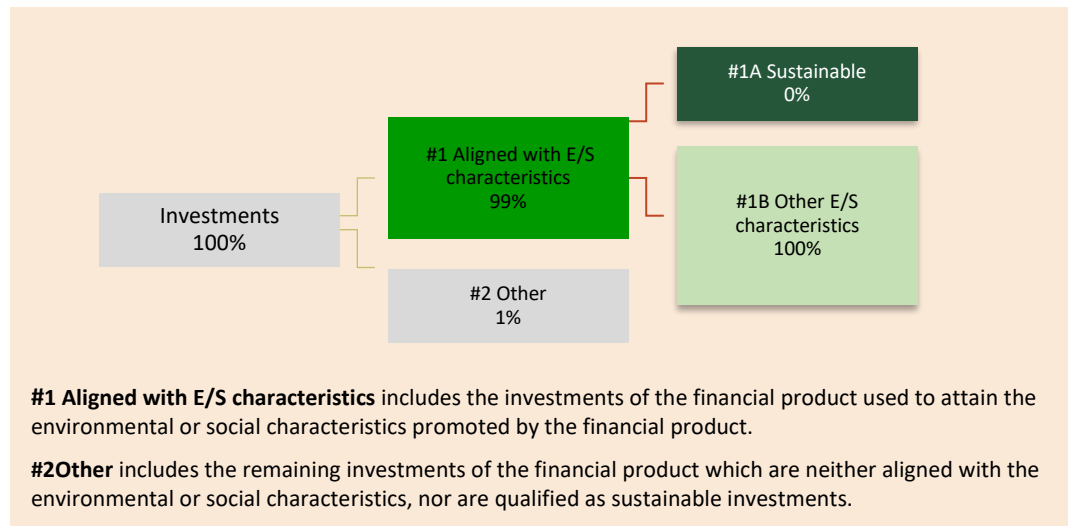 Investments
100%
#1 Aligned with E/S
characteristics
99%
#2 Other
1%
#1A Sustainable
0%
#1B Other E/S
characteristics
100%
#1 Aligned with E/S characteristics includes the investments of the financial product used to attain the
environmental or social characteristics promoted by the financial product.
#2Other includes the remaining investments of the financial product which are neither aligned with the
environmental or social characteristics, nor are qualified as sustainable investments.